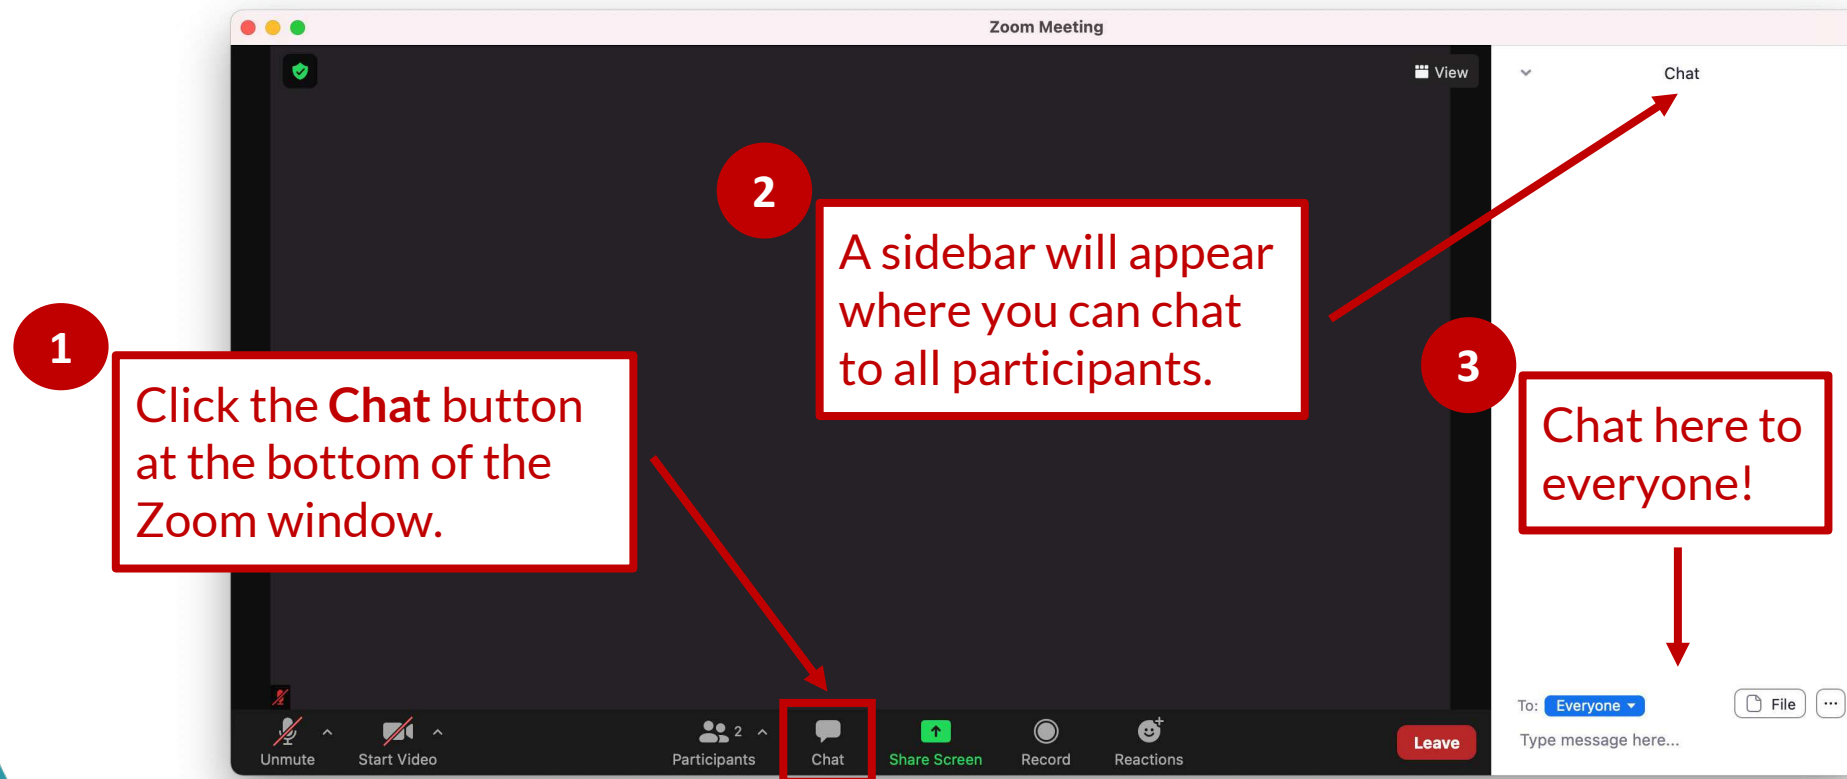 Zoom Meeting
View
Chat
1
Click the Chat button
at the bottom of the
Zoom window.
2
A sidebar will appear
where you can chat
to all participants.
3
Chat here to
everyone!
To: Everyone
File
Type message here...
Unmute
Start Video
2
Participants
Chat
Share Screen
Record
Reactions
Leave